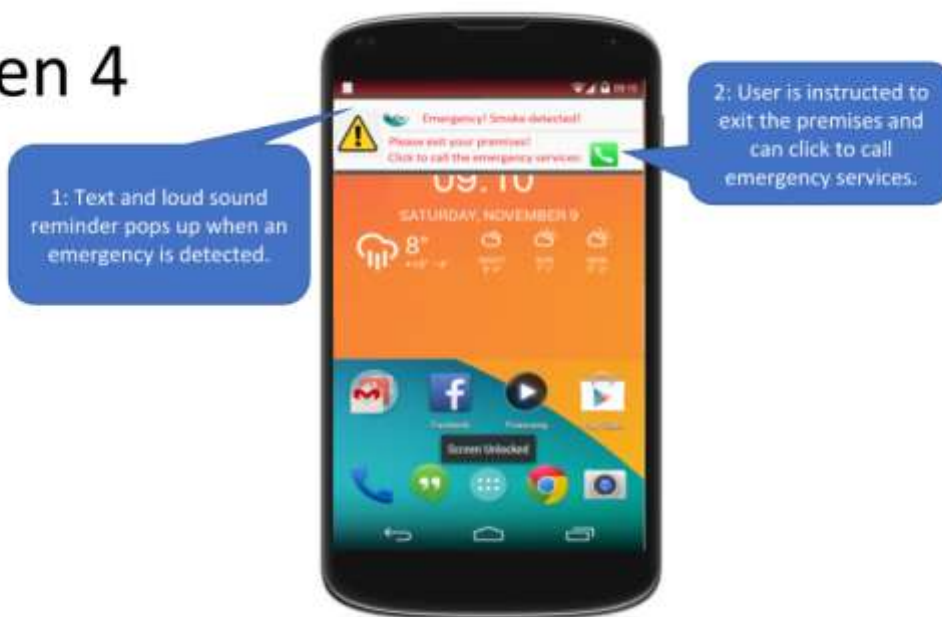 en 4
1: Text and loud sound
reminder pops up when an
emergency is detected.
2: User is instructed to
exit the premises and
can click to call
emergency services.
Emergency! Smoke detected!
Please exit your premises!
Click to call the emergency services
09:10
SATURDAY, NOVEMBER 9
8°
Facebook
Screen Unlocked